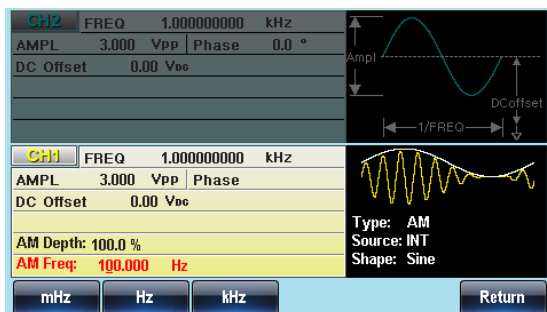 CH2 FREQ 1.000000000 kHz
AMPL 3.000 VPP Phase 0.0 °
DC Offset 0.00 VDC
Ampl
DCoffset
1/FREQ
CH1 FREQ 1.000000000 kHz
AMPL 3.000 VPP Phase
DC Offset 0.00 VDC
AM Depth: 100.0 %
AM Freq: 100.000 Hz
Type: AM
Source: INT
Shape: Sine
mHz Hz kHz Return